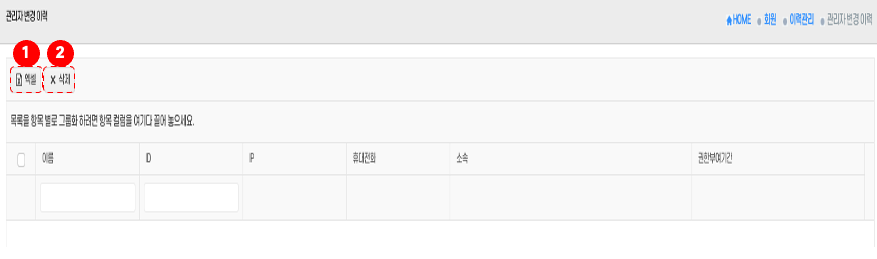 관리자 변경 이력
HOME 회원 이력관리 관리자 변경 이력
1 2
엑셀 삭제
목록을 항목 별로 그룹화 하려면 항목 컬럼을 여기다 끌어 놓으세요.
이름 ID IP 휴대전화 소속 권한부여기간